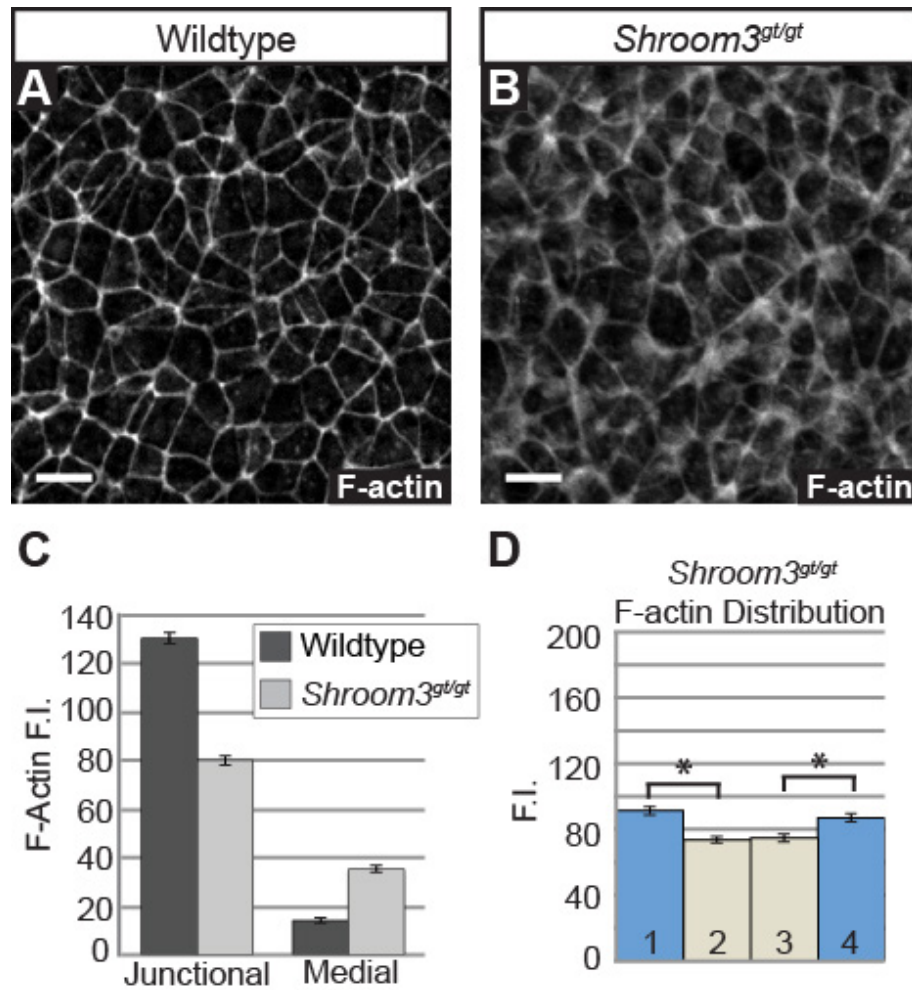 Wildtype
Shroom3gt/gt
A
B
F-actin
F-actin
C
D
Shroom3gt/gt
F-actin Distribution
140
120
100
80
60
40
20
0
F-Actin F.I.
Wildtype
Shroom3gt/gt
Junctional
Medial
200
160
120
80
40
0
F.I.
*
*
1
2
3
4